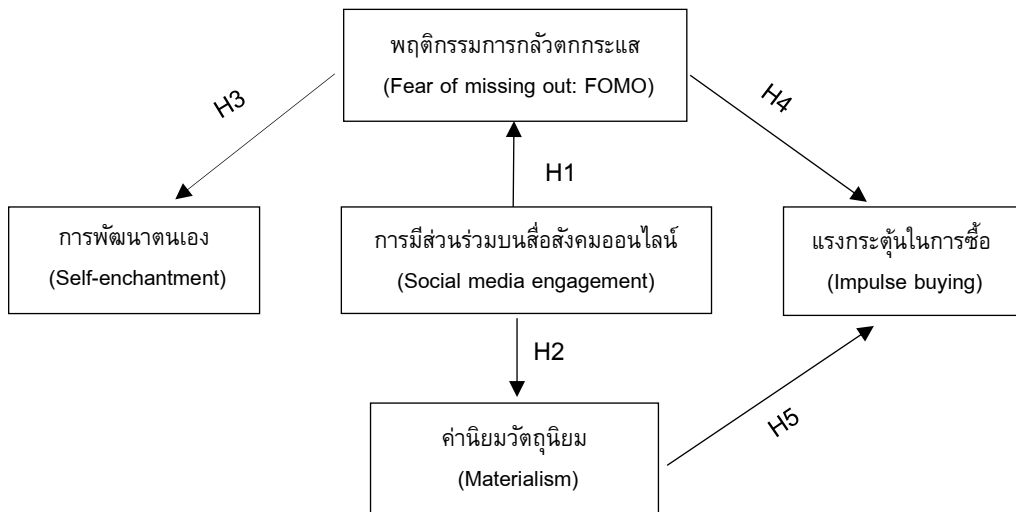 พฤติกรรมการกลัวตกกระแส
(Fear of missing out: FOMO)
H3
H4
H1
การพัฒนาตนเอง
(Self-enchantment)
การมีส่วนร่วมบนสื่อสังคมออนไลน์
(Social media engagement)
แรงกระตุ้นในการซื้อ
(Impulse buying)
H2
H5
ค่านิยมวัตถุนิยม
(Materialism)